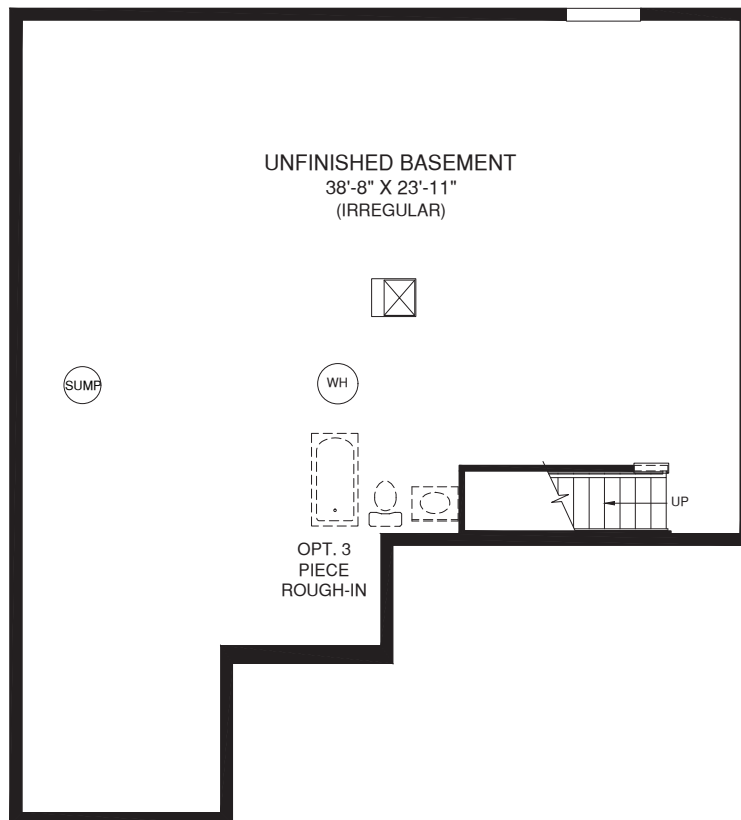 UNFINISHED BASEMENT
38'-8" X 23'-11"
(IRREGULAR)
SUMP
WH
UP
OPT. 3
PIECE
ROUGH-IN